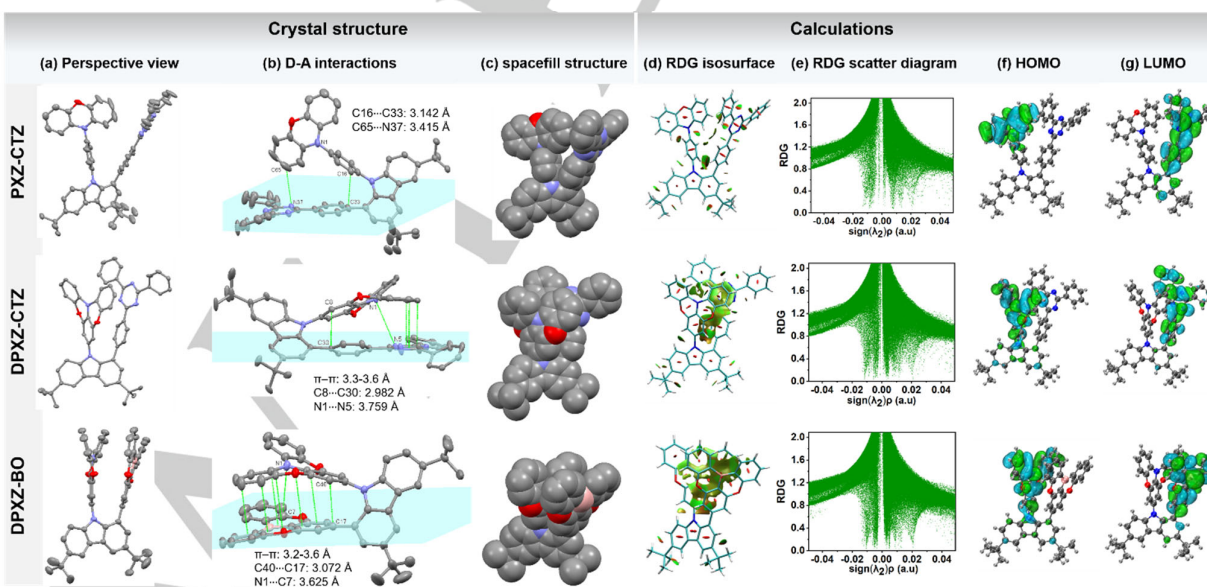 Crystal structure
Calculations
(a) Perspective view
(b) D-A interactions
(c) spacefill structure
(d) RDG isosurface
(e) RDG scatter diagram
(f) HOMO
(g) LUMO
PXZ-CTZ
C16···C33: 3.142 Å
C65···N37: 3.415 Å
N1
C65
C16
N37
C33
RDG
2.0
1.6
1.2
0.8
0.4
0.0
-0.04 -0.02 0.00 0.02 0.04
sign(λ2)ρ (a.u)
DPXZ-CTZ
C8
N1
C30
N5
π–π: 3.3-3.6 Å
C8···C30: 2.982 Å
N1···N5: 3.759 Å
RDG
2.0
1.6
1.2
0.8
0.4
0.0
-0.04 -0.02 0.00 0.02 0.04
sign(λ2)ρ (a.u)
DPXZ-BO
N1
C40
C7
C17
π–π: 3.2-3.6 Å
C40···C17: 3.072 Å
N1···C7: 3.625 Å
RDG
2.0
1.6
1.2
0.8
0.4
0.0
-0.04 -0.02 0.00 0.02 0.04
sign(λ2)ρ (a.u)